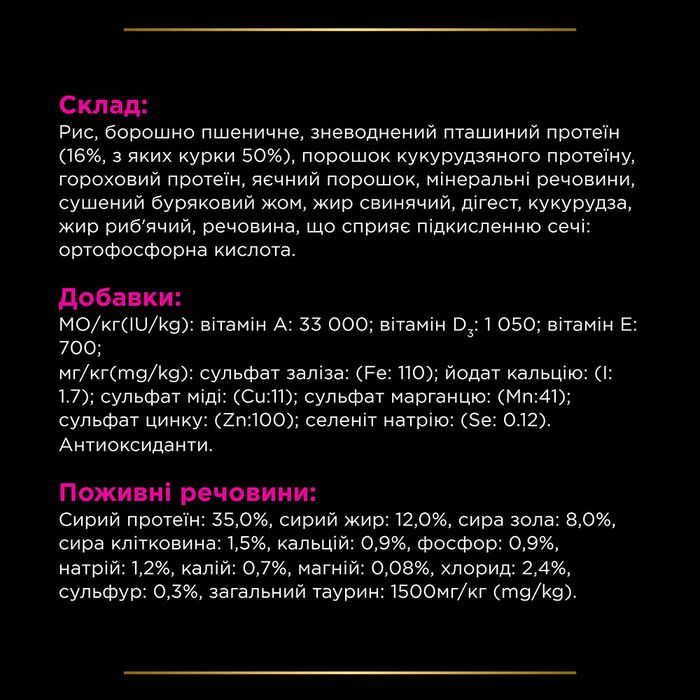 Склад:
Рис, борошно пшеничне, зневоднений пташиний протеїн
(16%, з яких курки 50%), порошок кукурудзяного протеїну,
гороховий протеїн, яєчний порошок, мінеральні речовини,
сушений буряковий жом, жир свинячий, дігест, кукурудза,
жир риб'ячий, речовина, що сприяє підкисленню сечі:
ортофосфорна кислота.
Добавки:
МО/кг(IU/kg): вітамін А: 33 000; вітамін D₃: 1 050; вітамін Е:
700;
мг/кг(mg/kg): сульфат заліза: (Fe: 110); йодат кальцію: (I:
1.7); сульфат міді: (Cu:11); сульфат марганцю: (Mn:41);
сульфат цинку: (Zn:100); селеніт натрію: (Se: 0.12).
Антиоксиданти.
Поживні речовини:
Сирий протеїн: 35,0%, сирий жир: 12,0%, сира зола: 8,0%,
сира клітковина: 1,5%, кальцій: 0,9%, фосфор: 0,9%,
натрій: 1,2%, калій: 0,7%, магній: 0,08%, хлорид: 2,4%,
сульфур: 0,3%, загальний таурин: 1500мг/кг (mg/kg).